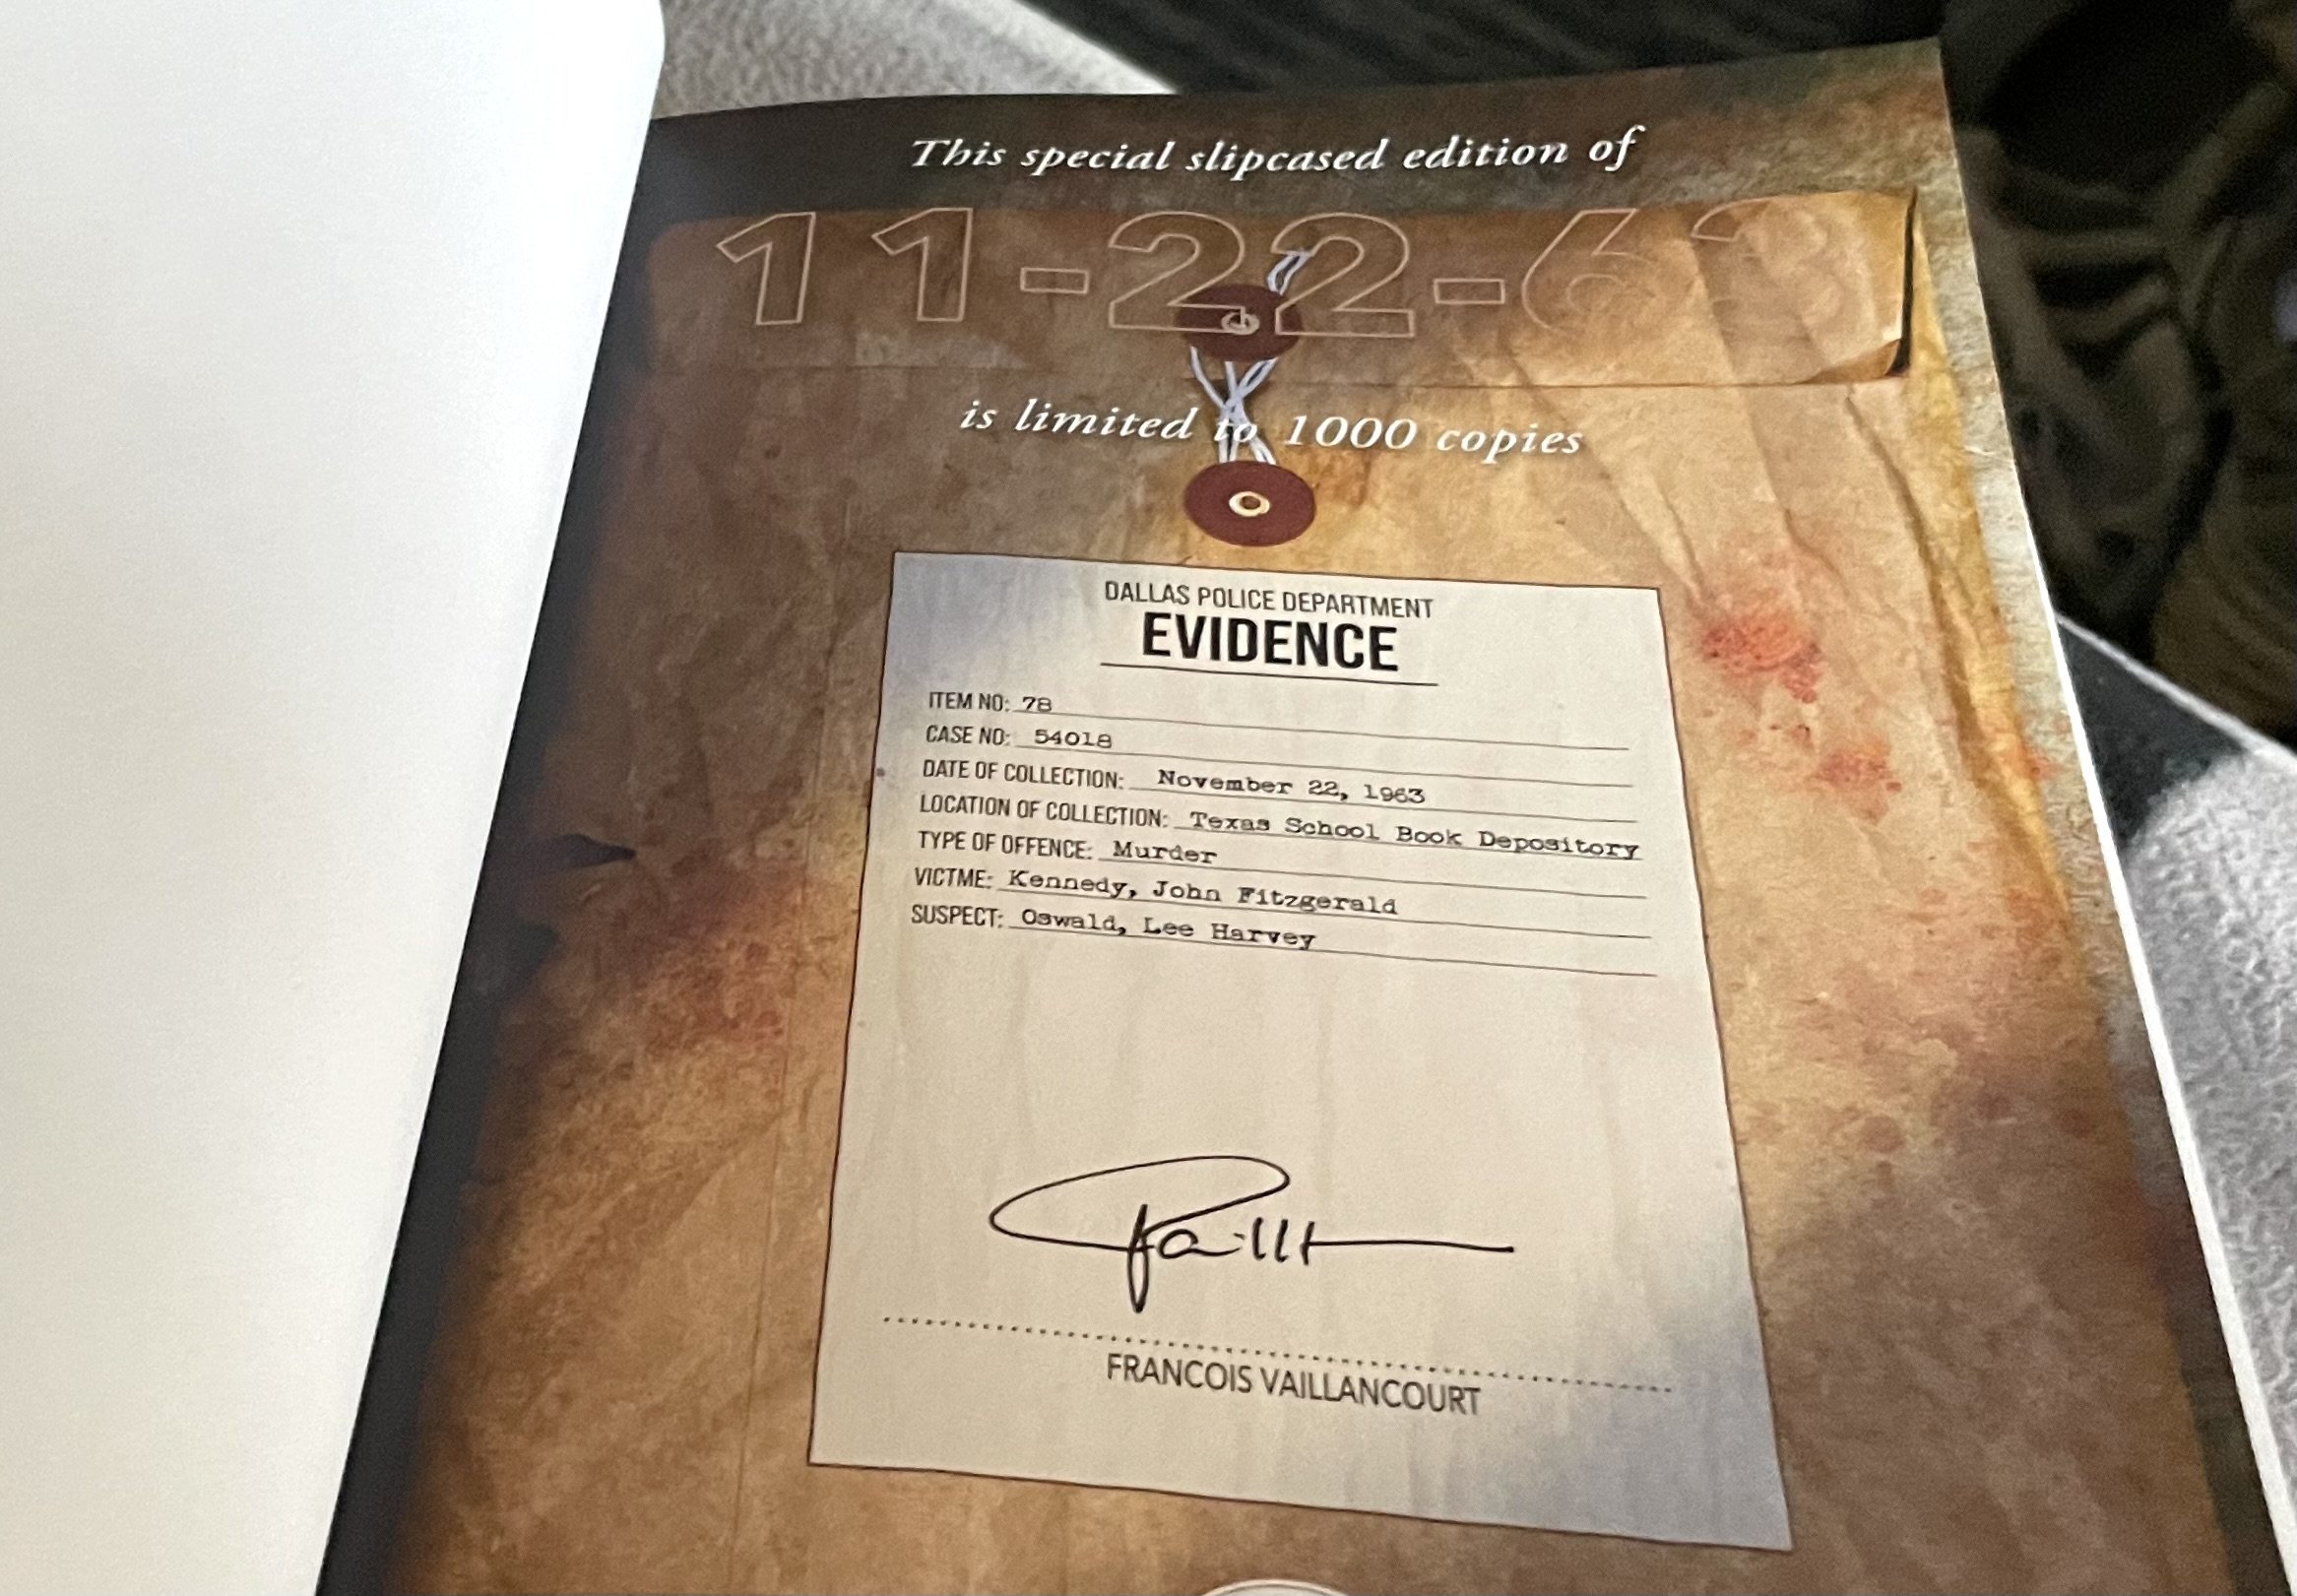 This special slipcased edition of
11-22-63
is limited to 1000 copies
DALLAS POLICE DEPARTMENT
EVIDENCE
ITEM NO: 78
CASE NO: 54018
DATE OF COLLECTION: November 22, 1963
LOCATION OF COLLECTION: Texas School Book Depository
TYPE OF OFFENCE: Murder
VICTME: Kennedy, John Fitzgerald
SUSPECT: Oswald, Lee Harvey
FRANCOIS VAILLANCOURT